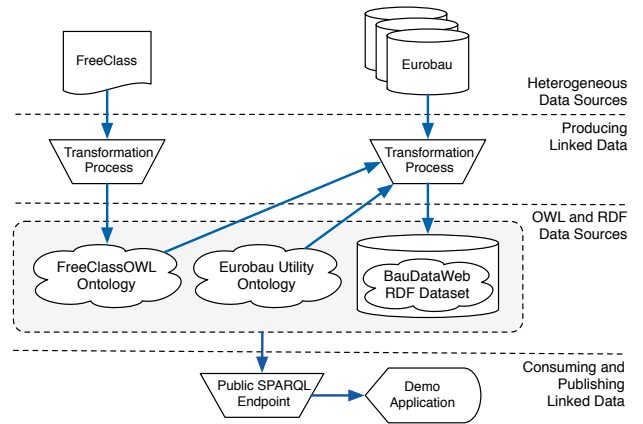 FreeClass
Eurobau
Heterogeneous
Data Sources
Producing
Linked Data
Transformation
Process
Transformation
Process
OWL and RDF
Data Sources
FreeClassOWL
Ontology
Eurobau Utility
Ontology
BauDataWeb
RDF Dataset
Consuming and
Publishing
Linked Data
Public SPARQL
Endpoint
Demo
Application